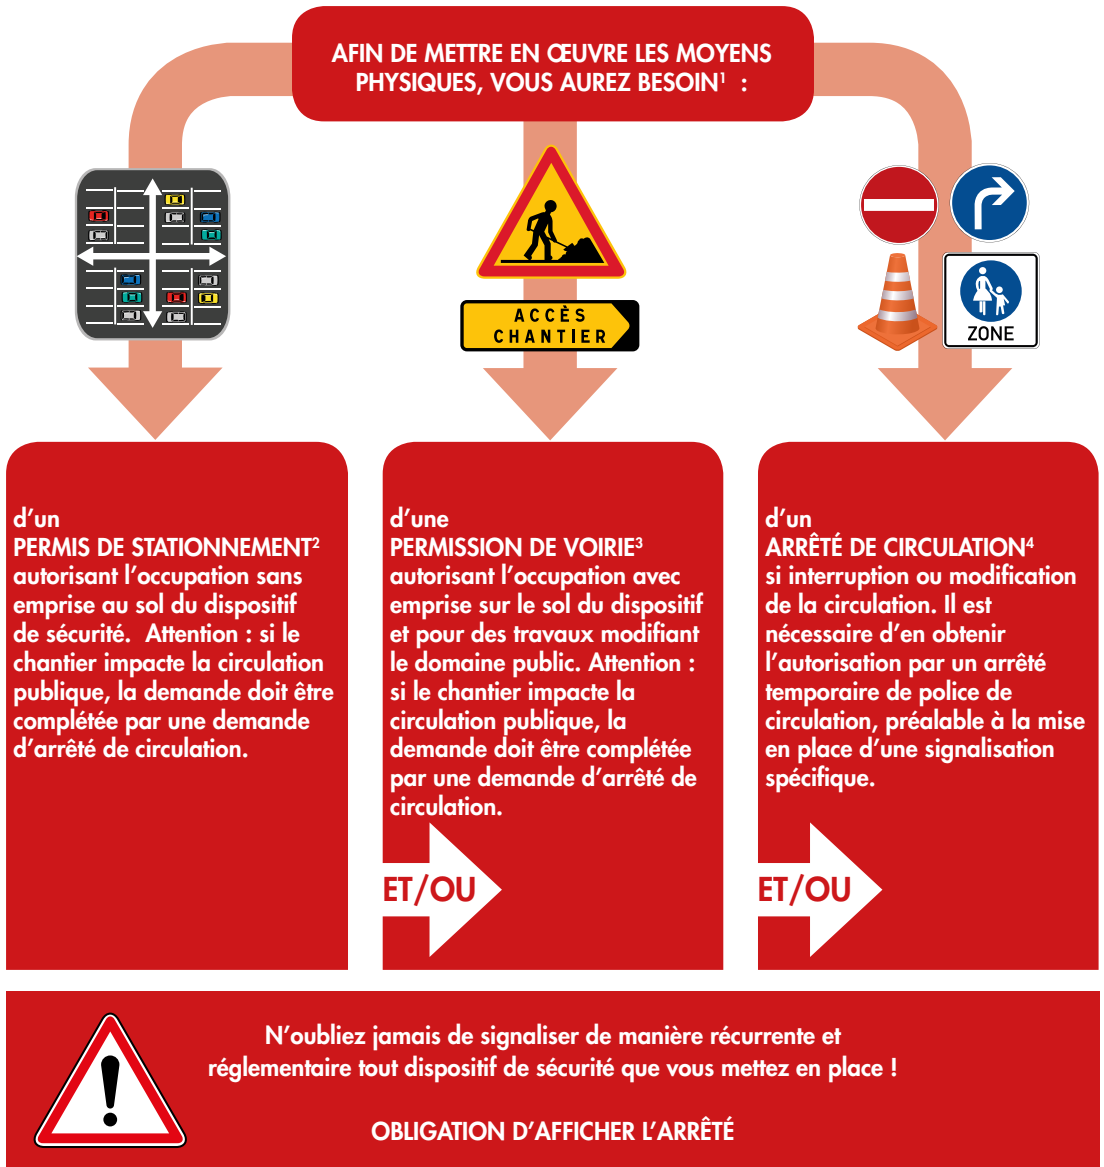 AFIN DE METTRE EN ŒUVRE LES MOYENS
PHYSIQUES, VOUS AUREZ BESOIN¹ :
ACCÈS
CHANTIER
ZONE
d’un
PERMIS DE STATIONNEMENT²
autorisant l’occupation sans
emprise au sol du dispositif
de sécurité. Attention : si le
chantier impacte la circulation
publique, la demande doit être
complétée par une demande
d’arrêté de circulation.
d’une
PERMISSION DE VOIRIE³
autorisant l’occupation avec
emprise sur le sol du dispositif
et pour des travaux modifiant
le domaine public. Attention :
si le chantier impacte la
circulation publique, la
demande doit être complétée
par une demande d’arrêté de
circulation.
ET/OU
d’un
ARRÊTÉ DE CIRCULATION⁴
si interruption ou modification
de la circulation. Il est
nécessaire d’en obtenir
l’autorisation par un arrêté
temporaire de police de
circulation, préalable à la mise
en place d’une signalisation
spécifique.
ET/OU
N’oubliez jamais de signaliser de manière récurrente et
réglementaire tout dispositif de sécurité que vous mettez en place !
OBLIGATION D’AFFICHER L’ARRÊTÉ